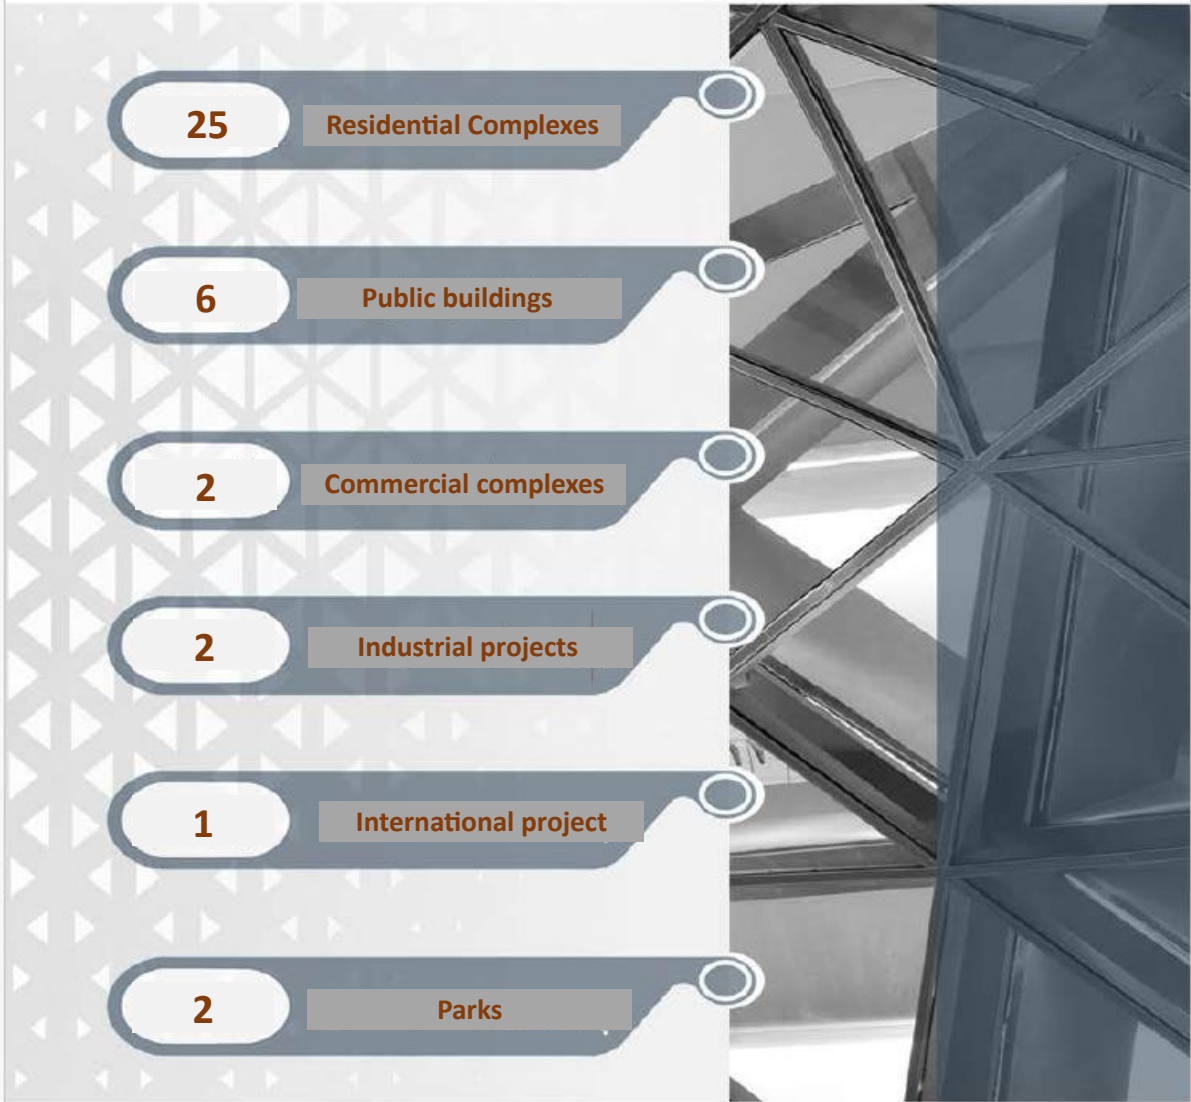 25
Residential Complexes
6
Public buildings
2
Commercial complexes
2
Industrial projects
1
International project
2
Parks